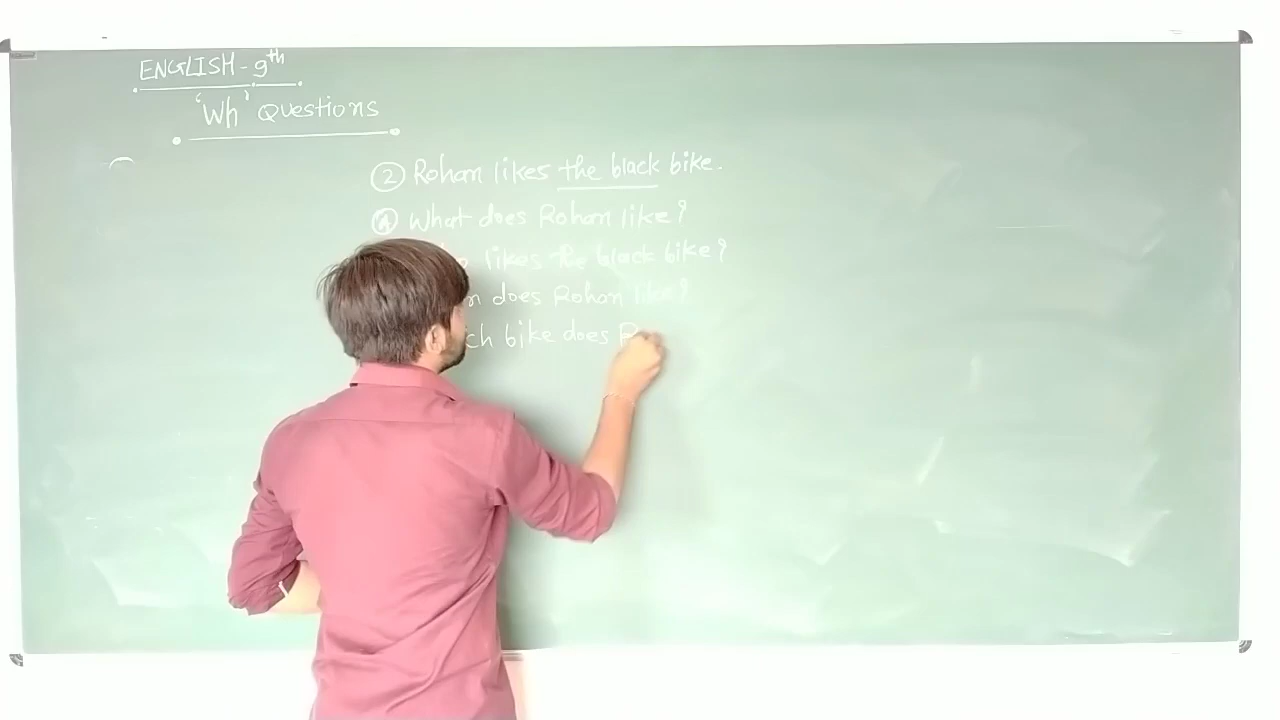 ENGLISH - 9th
'Wh' Questions
② Rohan likes the black bike.
Ⓐ What does Rohan like?
likes the black bike?
does Rohan like?
bike does